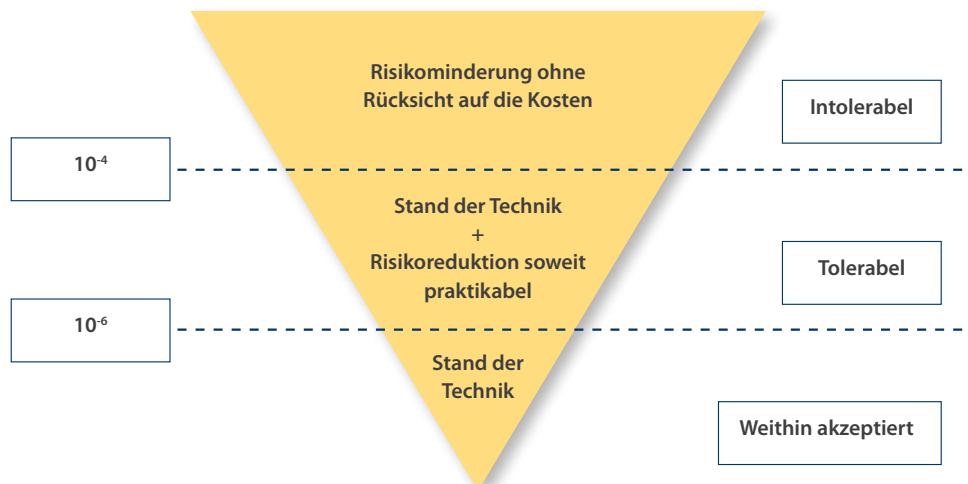 Risikominderung ohne
Rücksicht auf die Kosten
Intolerabel
10⁻⁴
Stand der Technik
+
Risikoreduktion soweit
praktikabel
Tolerabel
10⁻⁶
Stand der
Technik
Weithin akzeptiert